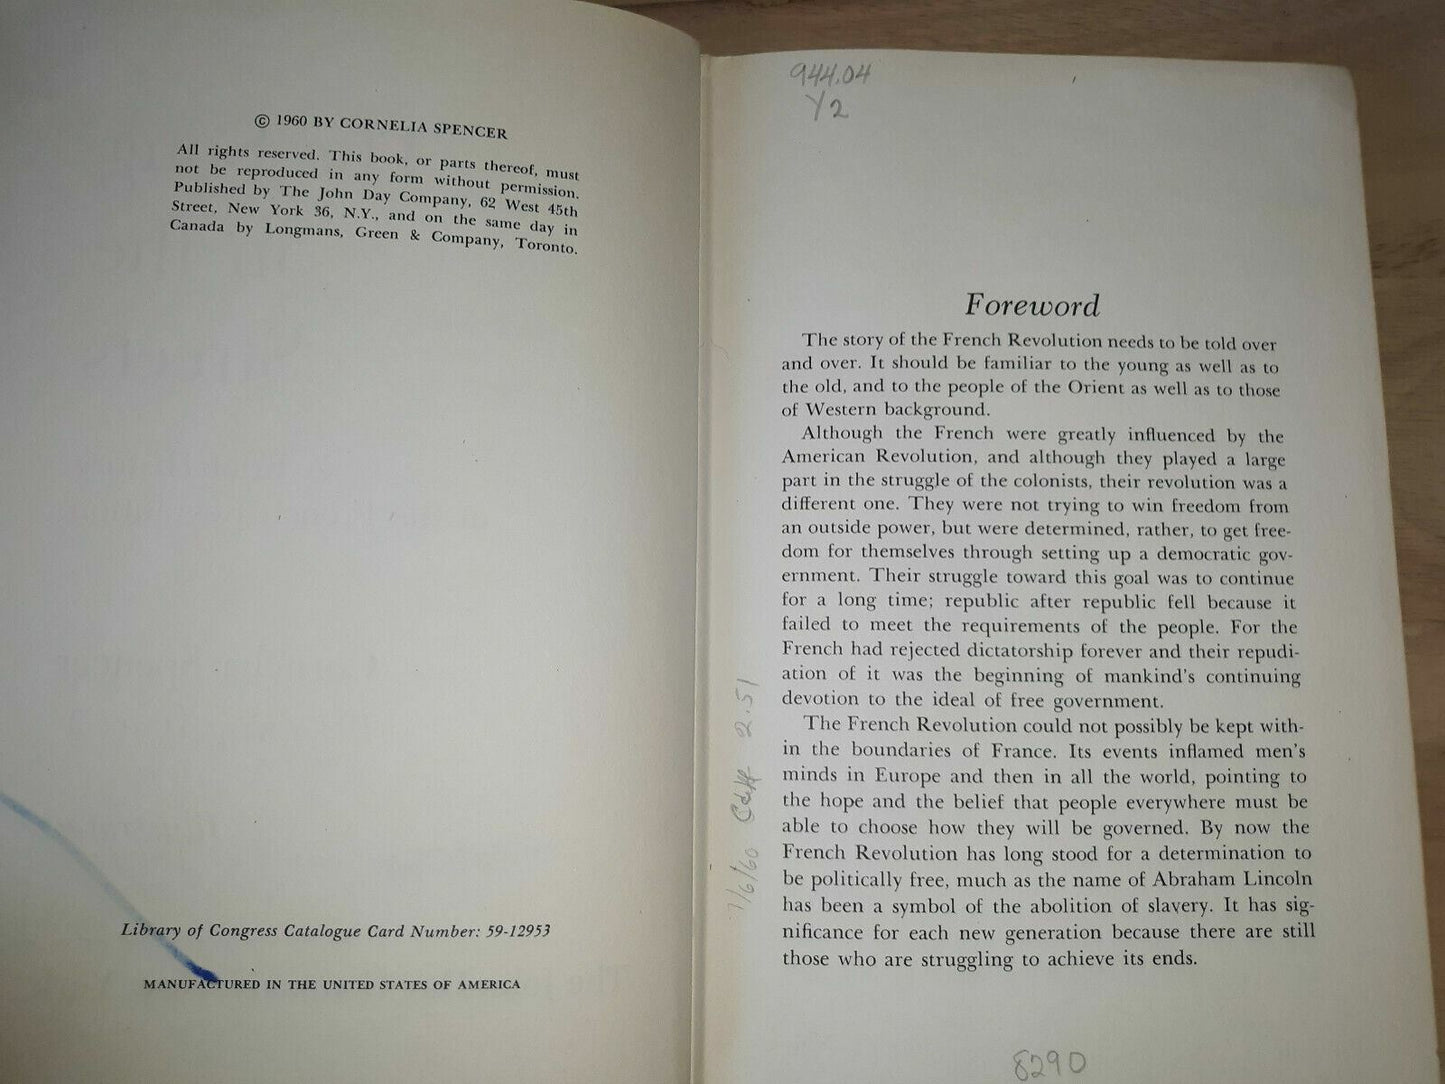 © 1960 BY CORNELIA SPENCER
All rights reserved. This book, or parts thereof, must
not be reproduced in any form without permission.
Published by The John Day Company, 62 West 45th
Street, New York 36, N.Y., and on the same day in
Canada by Longmans, Green & Company, Toronto.
Library of Congress Catalogue Card Number: 59-12953
MANUFACTURED IN THE UNITED STATES OF AMERICA
944.04
Y2
Foreword
The story of the French Revolution needs to be told over
and over. It should be familiar to the young as well as to
the old, and to the people of the Orient as well as to those
of Western background.
Although the French were greatly influenced by the
American Revolution, and although they played a large
part in the struggle of the colonists, their revolution was a
different one. They were not trying to win freedom from
an outside power, but were determined, rather, to get free-
dom for themselves through setting up a democratic gov-
ernment. Their struggle toward this goal was to continue
for a long time; republic after republic fell because it
failed to meet the requirements of the people. For the
French had rejected dictatorship forever and their repudi-
ation of it was the beginning of mankind's continuing
devotion to the ideal of free government.
The French Revolution could not possibly be kept with-
in the boundaries of France. Its events inflamed men's
minds in Europe and then in all the world, pointing to
the hope and the belief that people everywhere must be
able to choose how they will be governed. By now the
French Revolution has long stood for a determination to
be politically free, much as the name of Abraham Lincoln
has been a symbol of the abolition of slavery. It has sig-
nificance for each new generation because there are still
those who are struggling to achieve its ends.
7/6/60 2.51
8290